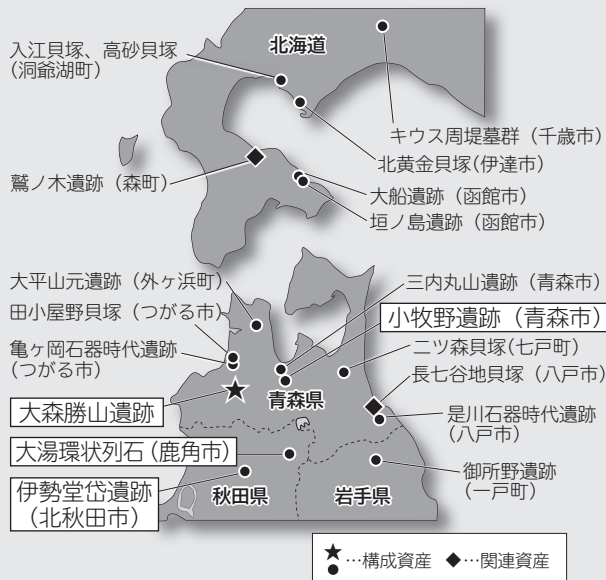 入江貝塚、高砂貝塚
(洞爺湖町)
北海道
キウス周堤墓群(千歳市)
北黄金貝塚(伊達市)
鷲ノ木遺跡(森町)
大船遺跡(函館市)
垣ノ島遺跡(函館市)
大平山元遺跡(外ヶ浜町)
三内丸山遺跡(青森市)
田小屋野貝塚(つがる市)
小牧野遺跡(青森市)
亀ヶ岡石器時代遺跡
(つがる市)
二ツ森貝塚(七戸町)
長七谷地貝塚(八戸市)
大森勝山遺跡
青森県
是川石器時代遺跡
(八戸市)
大湯環状列石(鹿角市)
伊勢堂岱遺跡
(北秋田市)
秋田県
岩手県
御所野遺跡
(一戸町)
★
●…構成資産 ◆…関連資産